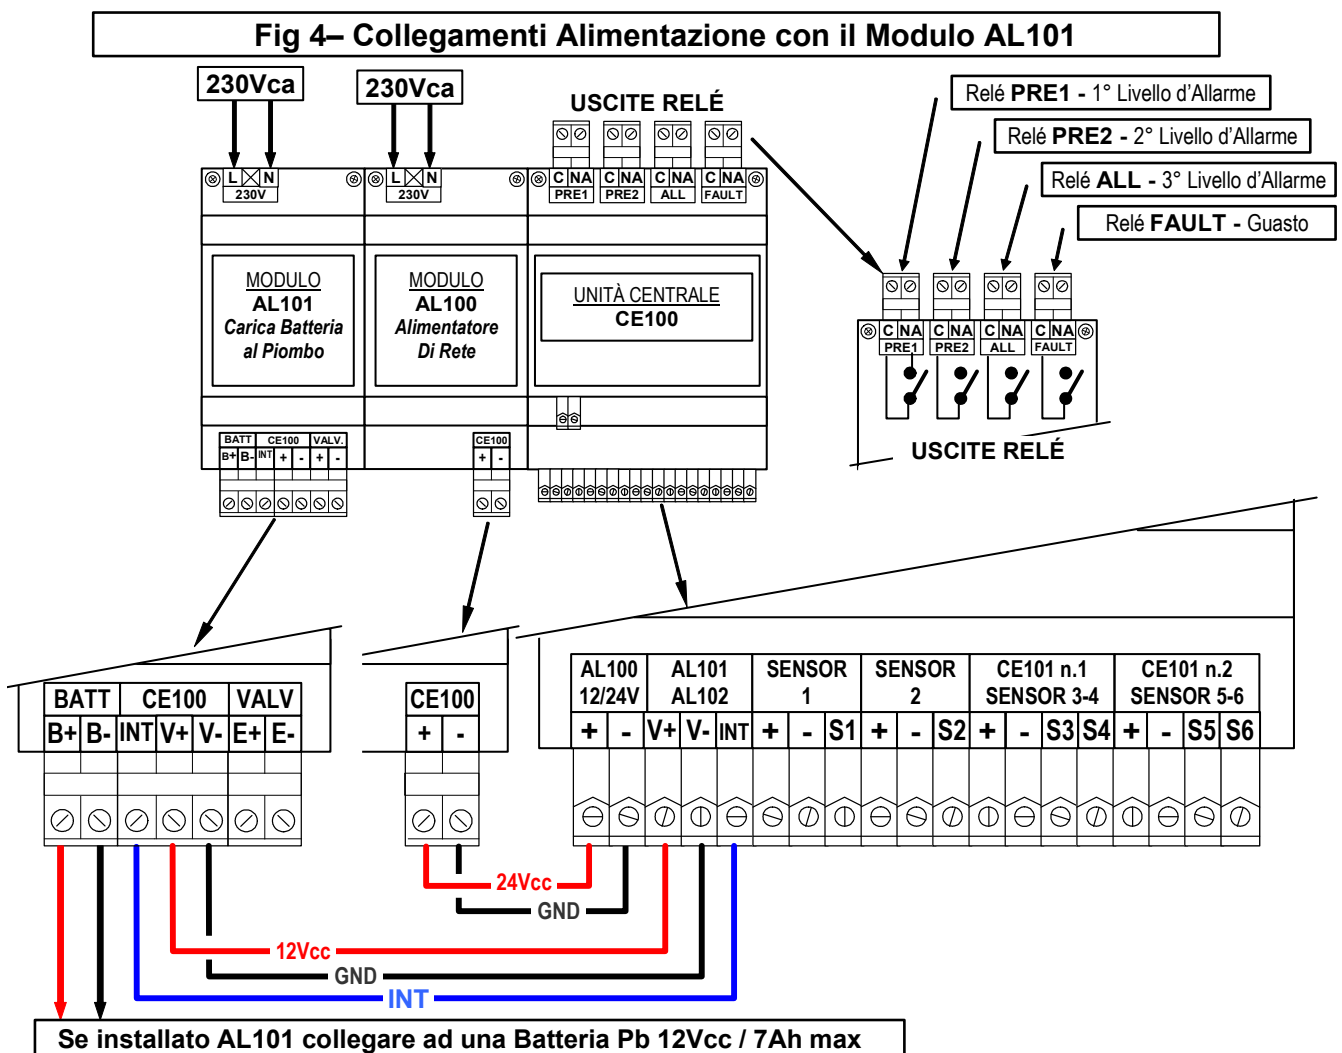 Fig 4– Collegamenti Alimentazione con il Modulo AL101
230Vca
230Vca
USCITE RELÉ
Relé PRE1 - 1° Livello d'Allarme
Relé PRE2 - 2° Livello d'Allarme
Relé ALL - 3° Livello d'Allarme
Relé FAULT - Guasto
L N
230V
L N
230V
C NA C NA C NA C NA
PRE1 PRE2 ALL FAULT
MODULO
AL101
Carica Batteria
al Piombo
MODULO
AL100
Alimentatore
Di Rete
UNITÀ CENTRALE
CE100
C NA C NA C NA C NA
PRE1 PRE2 ALL FAULT
USCITE RELÉ
BATT CE100 VALV.
B+ B- INT + - + -
CE100
+ -
BATT CE100 VALV
B+ B- INT V+ V- E+ E-
CE100
+ -
AL100 AL101 SENSOR SENSOR CE101 n.1 CE101 n.2
12/24V AL102 1 2 SENSOR 3-4 SENSOR 5-6
+ - V+ V- INT + - S1 + - S2 + - S3 S4 + - S5 S6
24Vcc
GND
12Vcc
GND
INT
Se installato AL101 collegare ad una Batteria Pb 12Vcc / 7Ah max